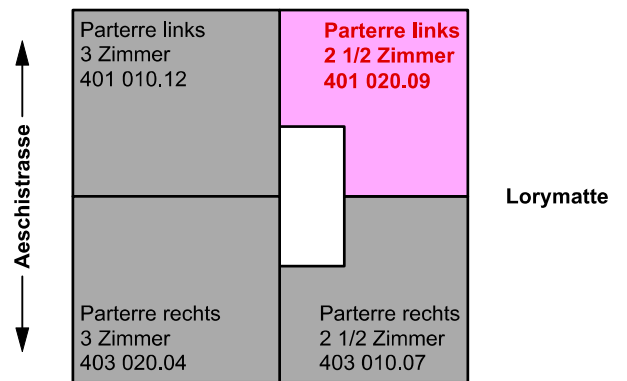 Parterre links
3 Zimmer
401 010.12
Parterre links
2 1/2 Zimmer
401 020.09
Aeschistrasse
Lorymatte
Parterre rechts
3 Zimmer
403 020.04
Parterre rechts
2 1/2 Zimmer
403 010.07